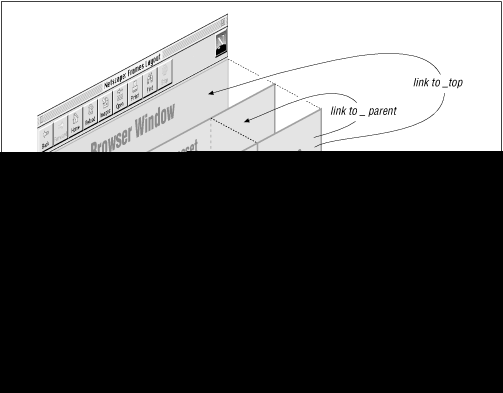 Netscape: Frames Layout
Back
Home
Reload
Images
Open
Print
Find
link to _top
link to _ parent
Browser Window